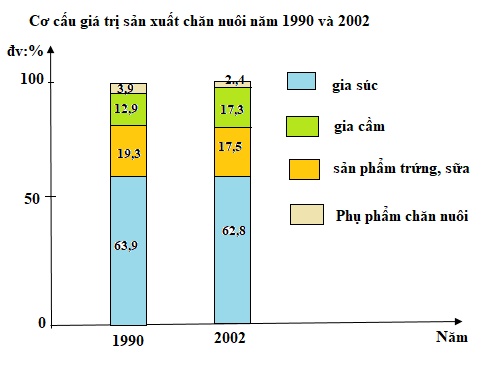 Cơ cấu giá trị sản xuất chăn nuôi năm 1990 và 2002
đv:%
100
50
0
3,9
12,9
19,3
63,9
2,,4
17,3
17,5
62,8
1990
2002
Năm
gia súc
gia cầm
sản phẩm trứng, sữa
Phụ phẩm chăn nuôi